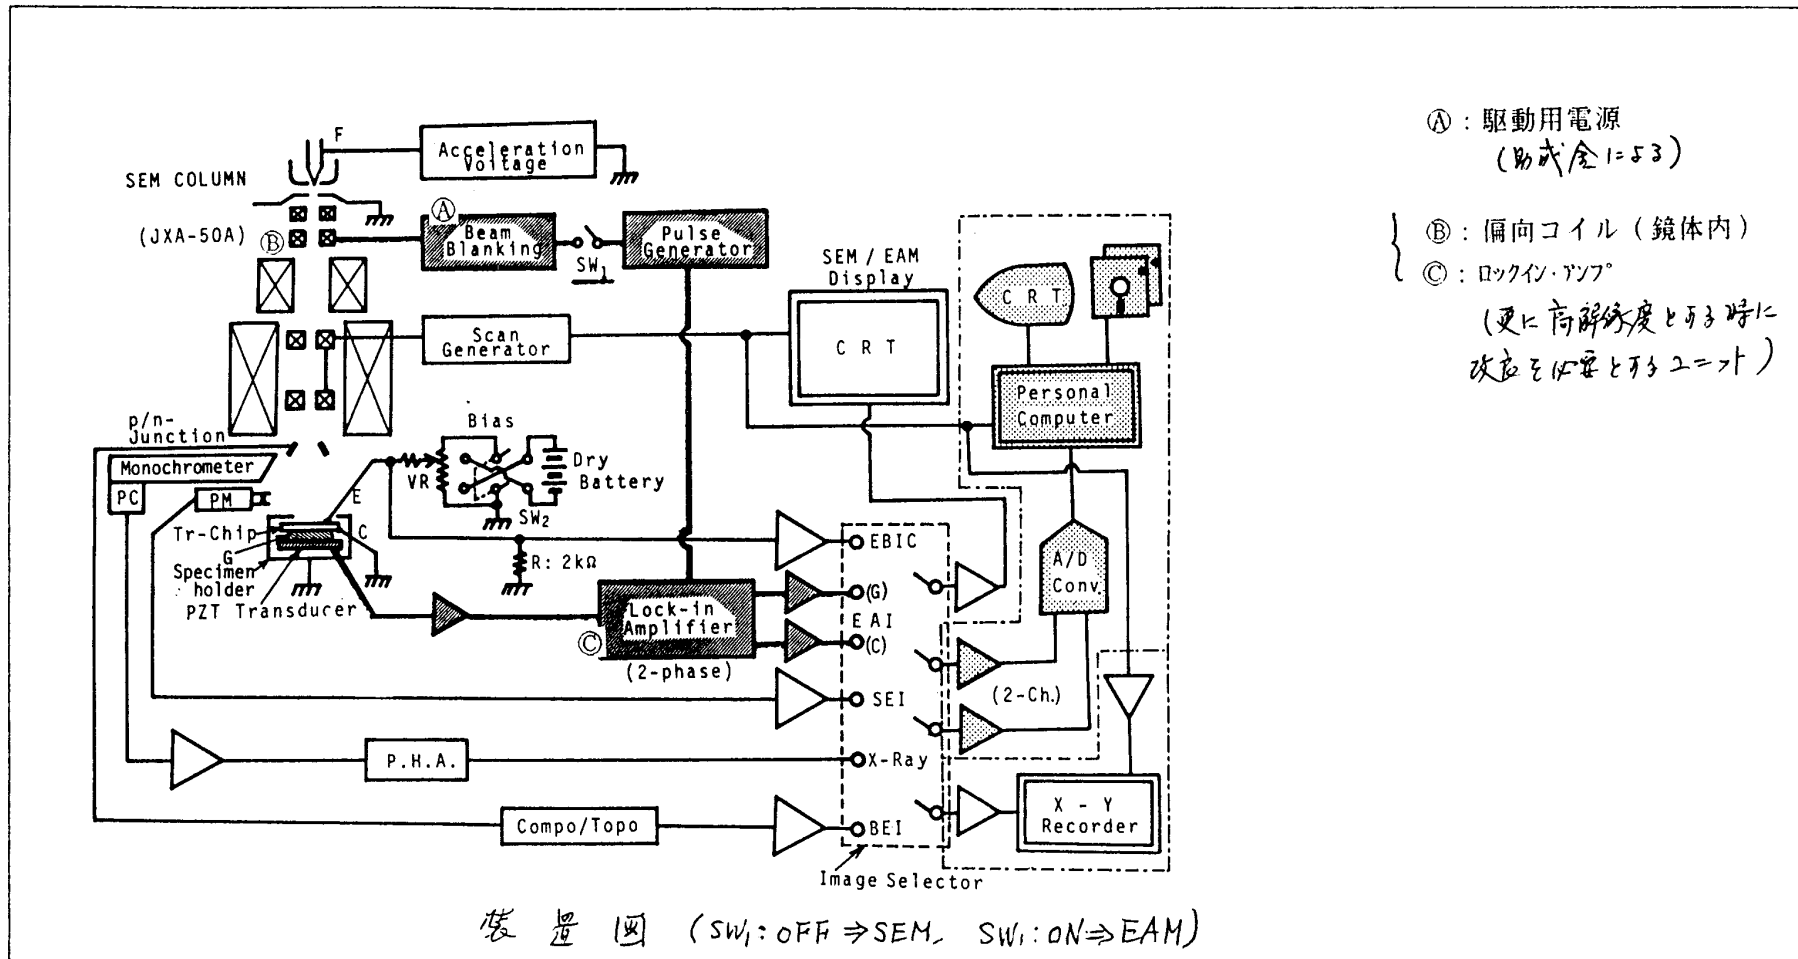 F
Acceleration
Voltage
SEM COLUMN
(JXA-50A)
Ⓑ
Ⓐ
Beam
Blanking
SW₁
Pulse
Generator
SEM / EAM
Display
C R T
C R T
Scan
Generator
Personal
Computer
p/n-
Junction
Monochrometer
PC
PM
E
VR
Bias
Dry
Battery
SW₂
Tr-Chip
C
G
Specimen
holder
PZT Transducer
R: 2kΩ
Lock-in
Amplifier
Ⓒ
(2-phase)
EBIC
(G)
E A I
(C)
SEI
X-Ray
BEI
A/D
Conv.
(2-Ch.)
P.H.A.
Compo/Topo
X - Y
Recorder
Image Selector
Ⓐ : 駆動用電源
(助成金による)
Ⓑ : 偏向コイル (鏡体内)
Ⓒ : ロックイン・アンプ
(更に高解像度とする時に
改良を必要とするユニット)
装置図 (SW₁: OFF ⇒ SEM, SW₁: ON ⇒ EAM)